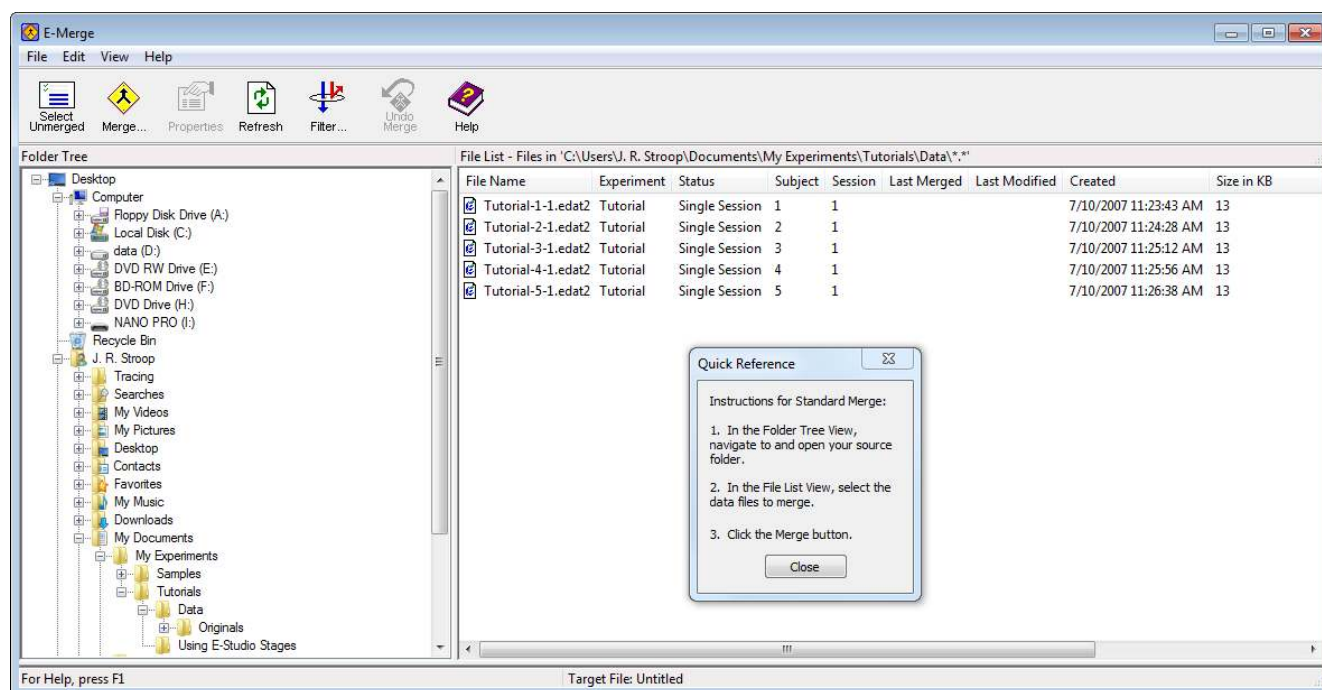 E-Merge
File Edit View Help
Select Unmerged Merge... Properties Refresh Filter... Undo Merge Help
Folder Tree
Desktop
Computer
Floppy Disk Drive (A:)
Local Disk (C:)
data (D:)
DVD RW Drive (E:)
BD-ROM Drive (F:)
DVD Drive (H:)
NANO PRO (I:)
Recycle Bin
J. R. Stroop
Tracing
Searches
My Videos
My Pictures
Desktop
Contacts
Favorites
My Music
Downloads
My Documents
My Experiments
Samples
Tutorials
Data
Originals
Using E-Studio Stages
File List - Files in 'C:\Users\J. R. Stroop\Documents\My Experiments\Tutorials\Data\*.*'
File Name Experiment Status Subject Session Last Merged Last Modified Created Size in KB
Tutorial-1-1.edat2 Tutorial Single Session 1 1 7/10/2007 11:23:43 AM 13
Tutorial-2-1.edat2 Tutorial Single Session 2 1 7/10/2007 11:24:28 AM 13
Tutorial-3-1.edat2 Tutorial Single Session 3 1 7/10/2007 11:25:12 AM 13
Tutorial-4-1.edat2 Tutorial Single Session 4 1 7/10/2007 11:25:56 AM 13
Tutorial-5-1.edat2 Tutorial Single Session 5 1 7/10/2007 11:26:38 AM 13
Quick Reference
Instructions for Standard Merge:
1. In the Folder Tree View,
navigate to and open your source
folder.
2. In the File List View, select the
data files to merge.
3. Click the Merge button.
Close
For Help, press F1
Target File: Untitled